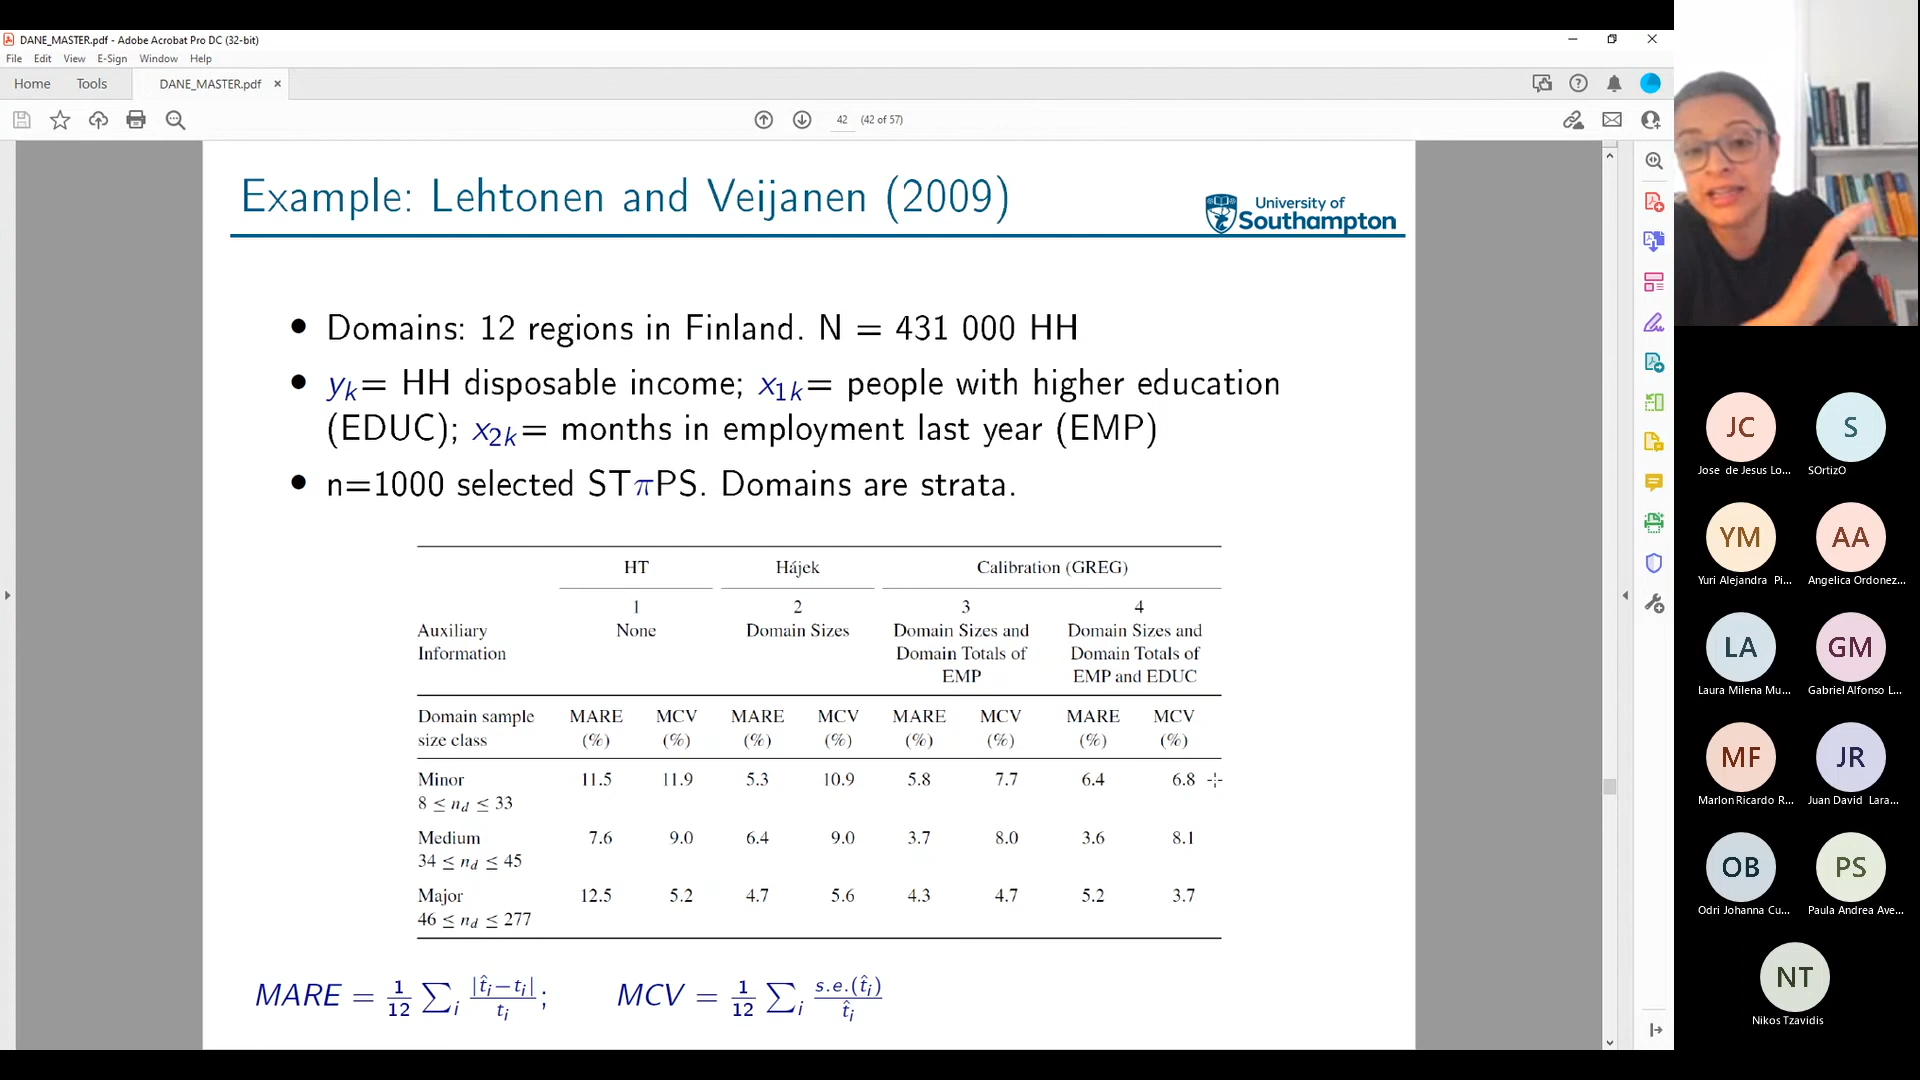 DANE_MASTER.pdf - Adobe Acrobat Pro DC (32-bit)
File Edit View E-Sign Window Help
Home Tools DANE_MASTER.pdf ×
42 (42 of 57)
Example: Lehtonen and Veijanen (2009)
University of
Southampton
• Domains: 12 regions in Finland. N = 431 000 HH
• yₖ= HH disposable income; x₁ₖ= people with higher education
(EDUC); x₂ₖ= months in employment last year (EMP)
• n=1000 selected STπPS. Domains are strata.
HT Hájek Calibration (GREG)
1 2 3 4
Auxiliary None Domain Sizes Domain Sizes and Domain Sizes and
Information Domain Totals of Domain Totals of
EMP EMP and EDUC
Domain sample MARE MCV MARE MCV MARE MCV MARE MCV
size class (%) (%) (%) (%) (%) (%) (%) (%)
Minor 11.5 11.9 5.3 10.9 5.8 7.7 6.4 6.8
8 ≤ n_d ≤ 33
Medium 7.6 9.0 6.4 9.0 3.7 8.0 3.6 8.1
34 ≤ n_d ≤ 45
Major 12.5 5.2 4.7 5.6 4.3 4.7 5.2 3.7
46 ≤ n_d ≤ 277
MARE = 1/12 ∑ᵢ |t̂ᵢ−tᵢ|/tᵢ; MCV = 1/12 ∑ᵢ s.e.(t̂ᵢ)/t̂ᵢ
JC S
Jose de Jesus Lo... SOrtizO
YM AA
Yuri Alejandra Pi... Angelica Ordonez...
LA GM
Laura Milena Mu... Gabriel Alfonso L...
MF JR
Marlon Ricardo R... Juan David Lara...
OB PS
Odri Johanna Cu... Paula Andrea Ave...
NT
Nikos Tzavidis